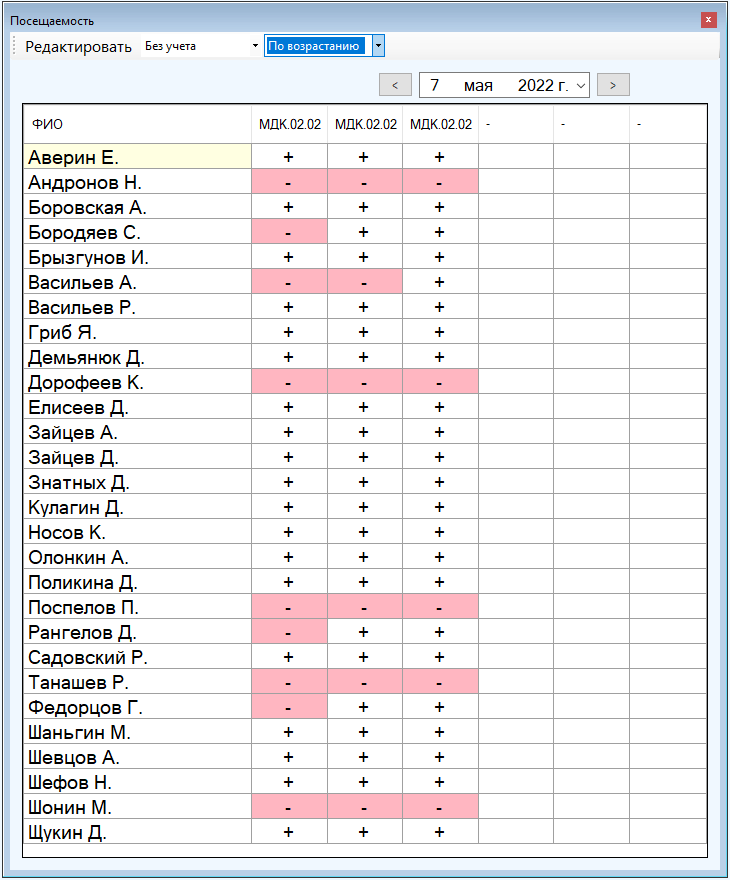 Посещаемость
Редактировать Без учета По возрастанию
< 7 мая 2022 г. >
ФИО МДК.02.02 МДК.02.02 МДК.02.02 - - -
Аверин Е. + + +
Андронов Н. - - -
Боровская А. + + +
Бородяев С. - + +
Брызгунов И. + + +
Васильев А. - - +
Васильев Р. + + +
Гриб Я. + + +
Демьянюк Д. + + +
Дорофеев К. - - -
Елисеев Д. + + +
Зайцев А. + + +
Зайцев Д. + + +
Знатных Д. + + +
Кулагин Д. + + +
Носов К. + + +
Олонкин А. + + +
Поликина Д. + + +
Поспелов П. - - -
Рангелов Д. - + +
Садовский Р. + + +
Танашев Р. - - -
Федорцов Г. - + +
Шаньгин М. + + +
Шевцов А. + + +
Шефов Н. + + +
Шонин М. - - -
Щукин Д. + + +